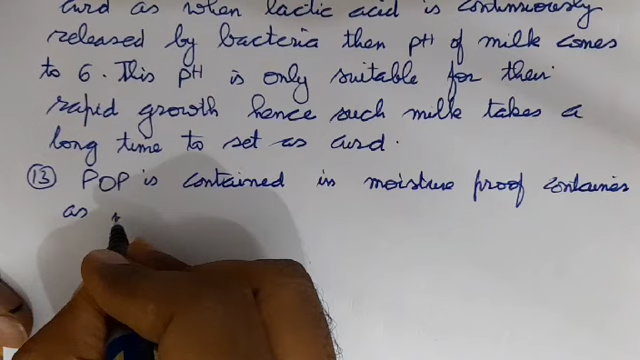 curd as when lactic acid is continuously
released by bacteria then pH of milk comes
to 6. This pH is only suitable for their
rapid growth hence such milk takes a
long time to set as curd.
13 POP is contained in moisture proof containers
as